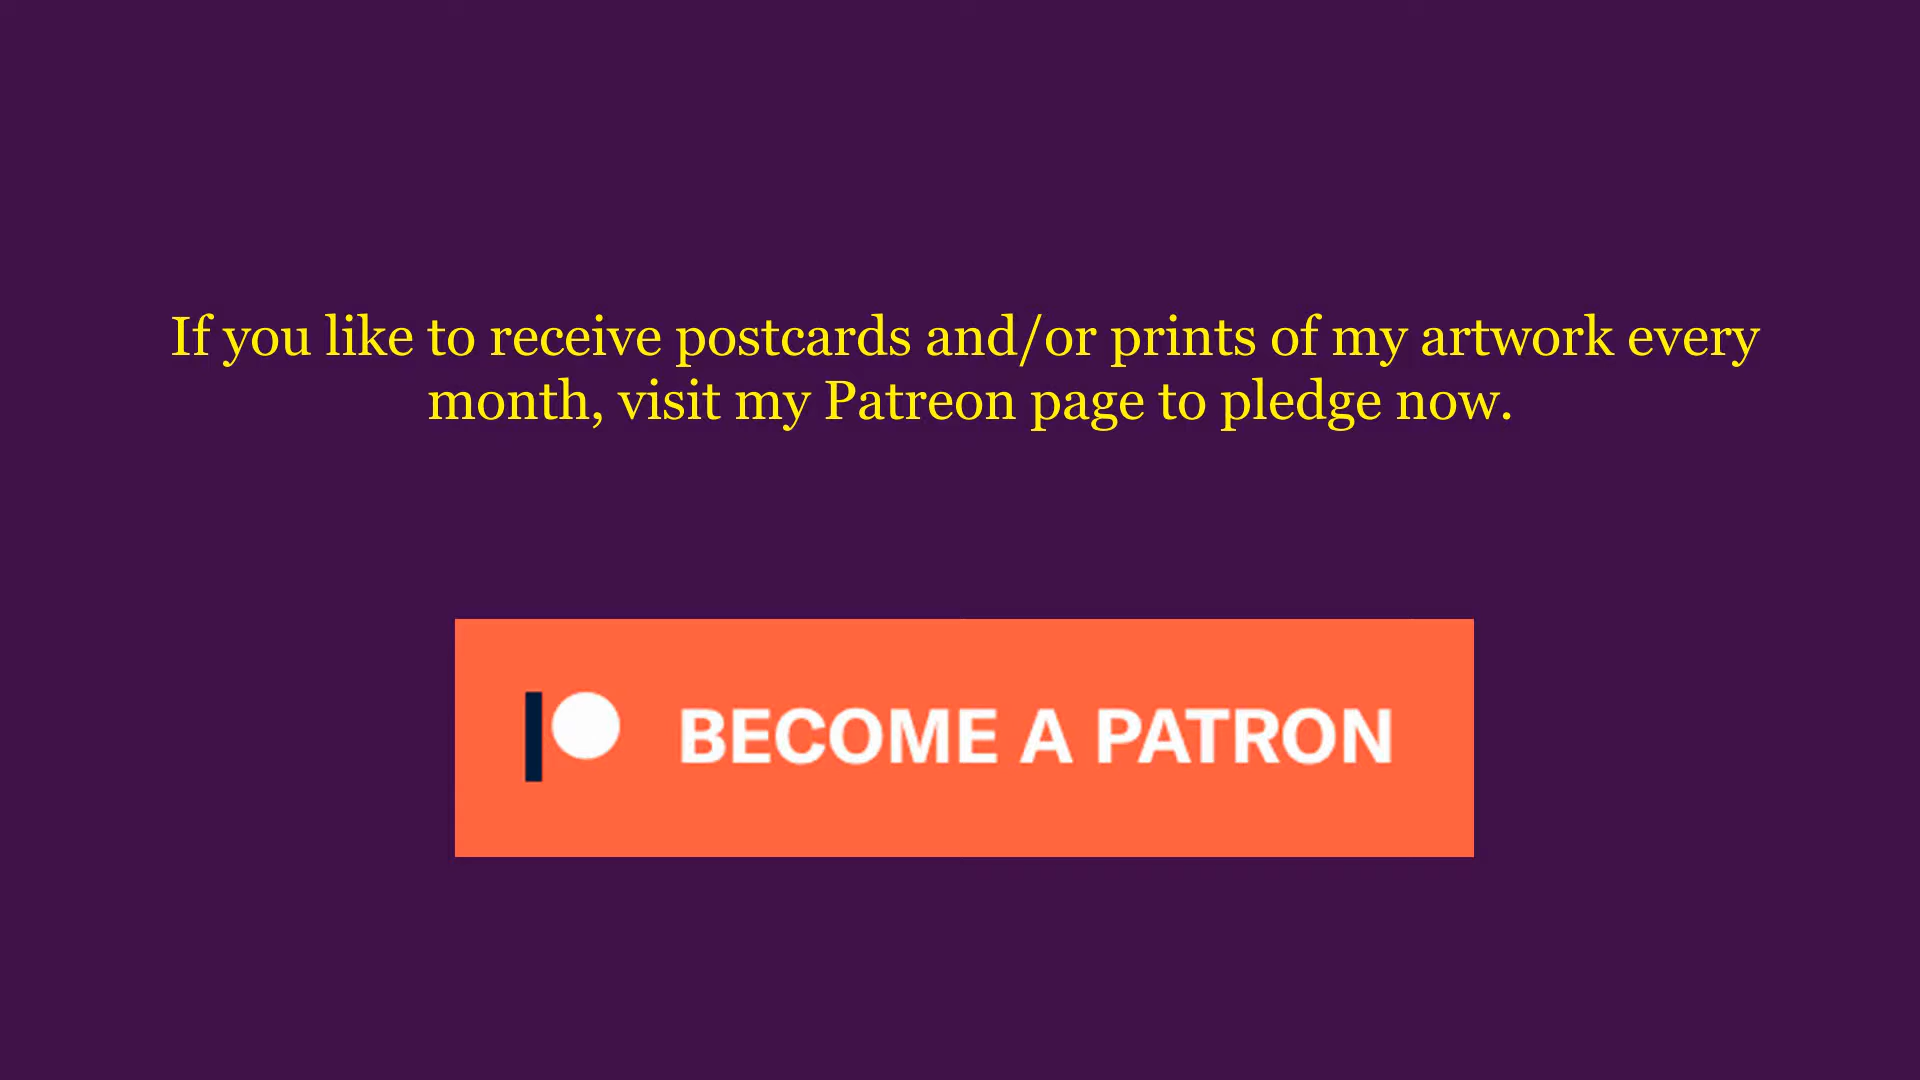 If you like to receive postcards and/or prints of my artwork every
month, visit my Patreon page to pledge now.
BECOME A PATRON